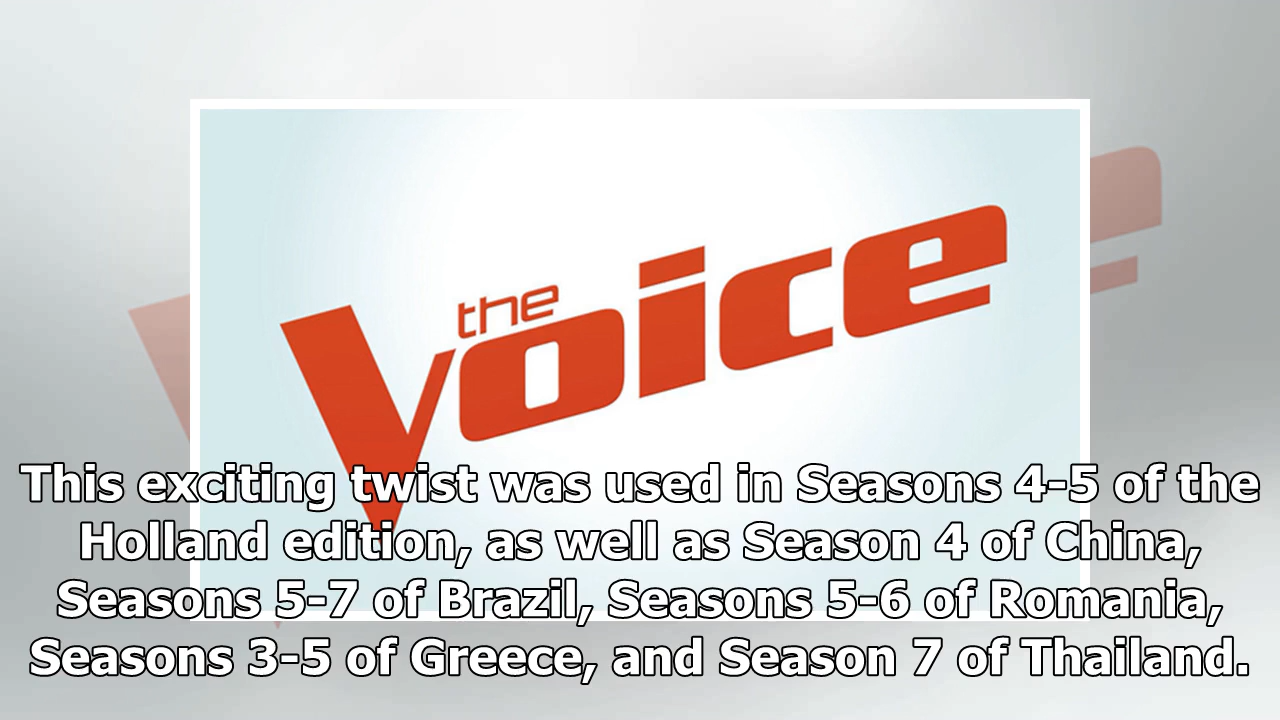 the
Voice
This exciting twist was used in Seasons 4-5 of the
Holland edition, as well as Season 4 of China,
Seasons 5-7 of Brazil, Seasons 5-6 of Romania,
Seasons 3-5 of Greece, and Season 7 of Thailand.